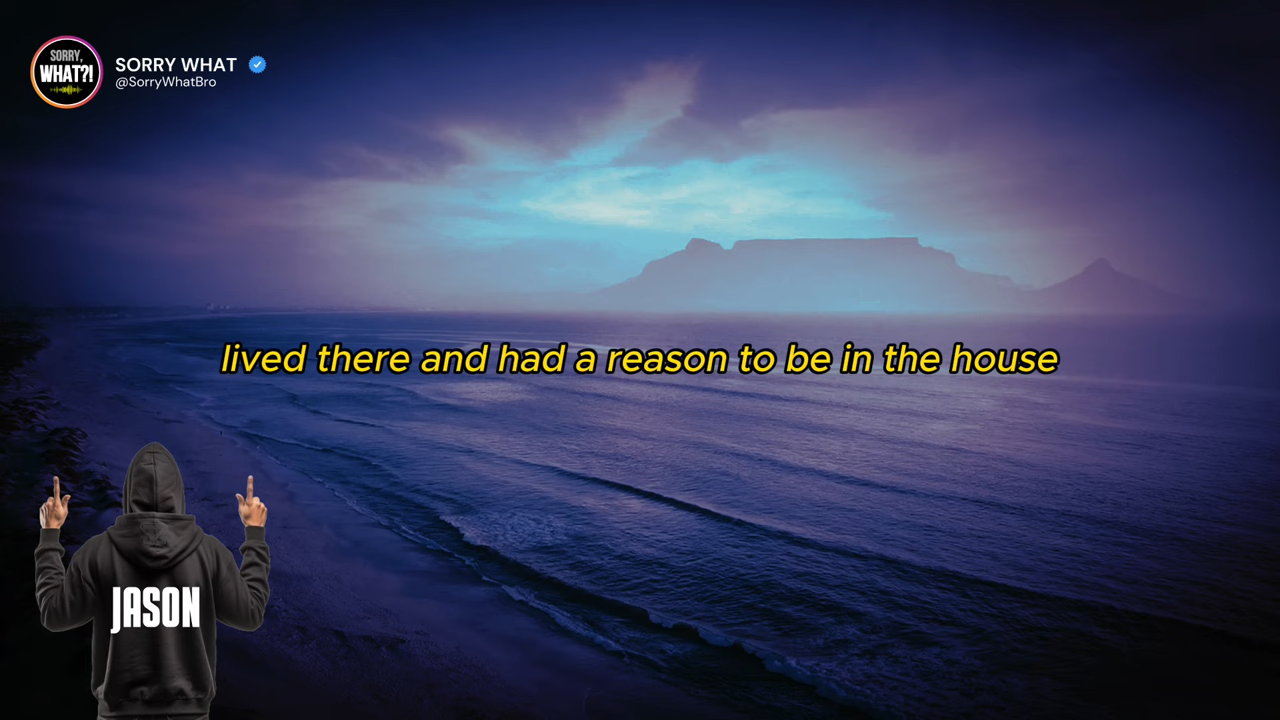 SORRY,
WHAT?!
SORRY WHAT
@SorryWhatBro
lived there and had a reason to be in the house
JASON